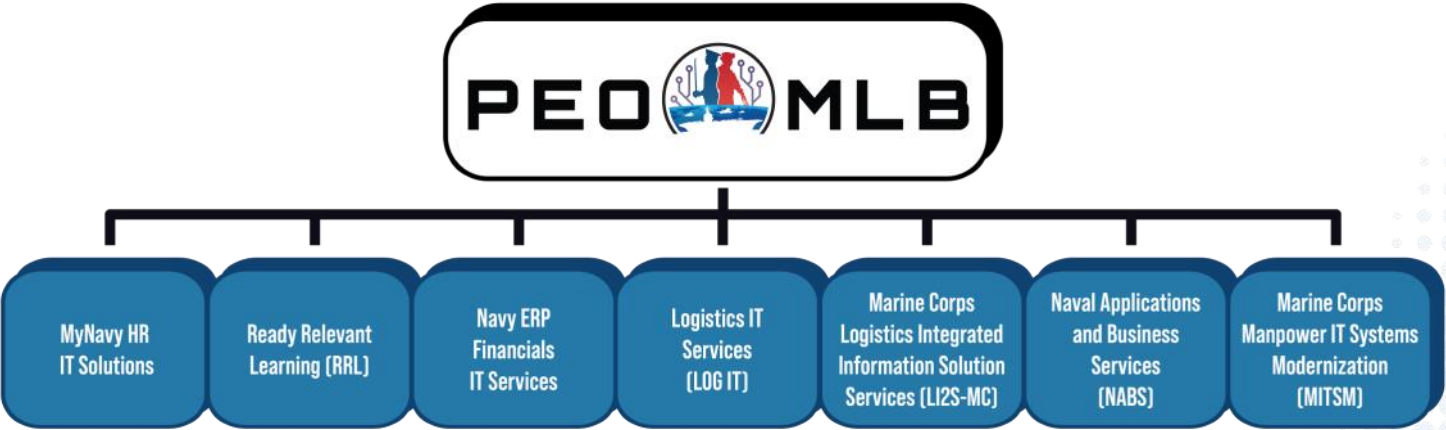 PEO MLB
MyNavy HR
IT Solutions
Ready Relevant
Learning (RRL)
Navy ERP
Financials
IT Services
Logistics IT
Services
(LOG IT)
Marine Corps
Logistics Integrated
Information Solution
Services (LI2S-MC)
Naval Applications
and Business
Services
(NABS)
Marine Corps
Manpower IT Systems
Modernization
(MITSM)